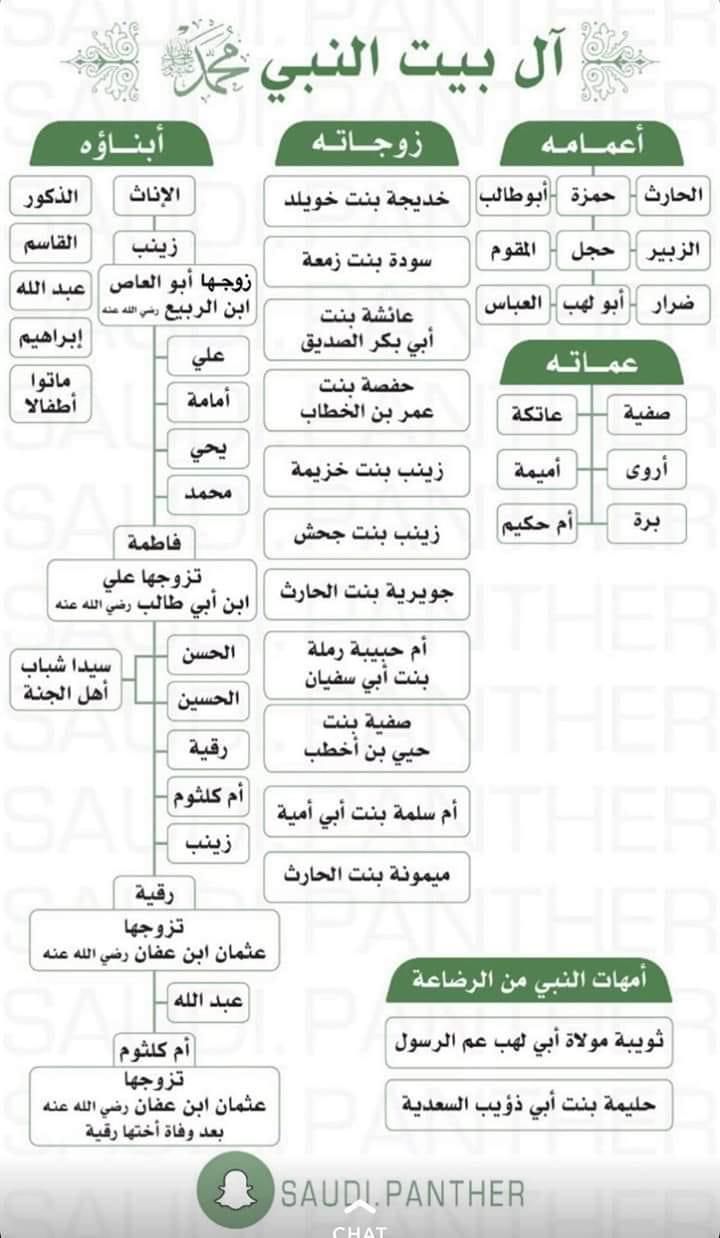 آل بيت النبي محمد ﷺ
أعمـــامـه
الحارث
حمزة
أبوطالب
الزبير
حجل
المقوم
ضرار
أبو لهب
العباس
عمـــاتـه
صفية
عاتكة
أروى
أميمة
برة
أم حكيم
زوجــاتـه
خديجة بنت خويلد
سودة بنت زمعة
عائشة بنت
أبي بكر الصديق
حفصة بنت
عمر بن الخطاب
زينب بنت خزيمة
زينب بنت جحش
جويرية بنت الحارث
أم حبيبة رملة
بنت أبي سفيان
صفية بنت
حيي بن أخطب
أم سلمة بنت أبي أمية
ميمونة بنت الحارث
أبنــاؤه
الإناث
زينب
زوجـها أبو العاص
ابن الربيع رضي الله عنه
علي
أمامة
يحي
محمد
فاطمة
تزوجها علي
ابن أبي طالب رضي الله عنه
الحسن
الحسين
سيدا شباب
أهل الجنة
رقية
أم كلثوم
زينب
رقية
تزوجها
عثمان ابن عفان رضي الله عنه
عبد الله
أم كلثوم
تزوجها
عثمان ابن عفان رضي الله عنه
بعد وفاة أختها رقية
الذكور
القاسم
عبد الله
إبراهيم
ماتوا
أطفالا
أمهات النبي من الرضاعة
ثويبة مولاة أبي لهب عم الرسول
حليمة بنت أبي ذؤيب السعدية
SAUDI.PANTHER
CHAT